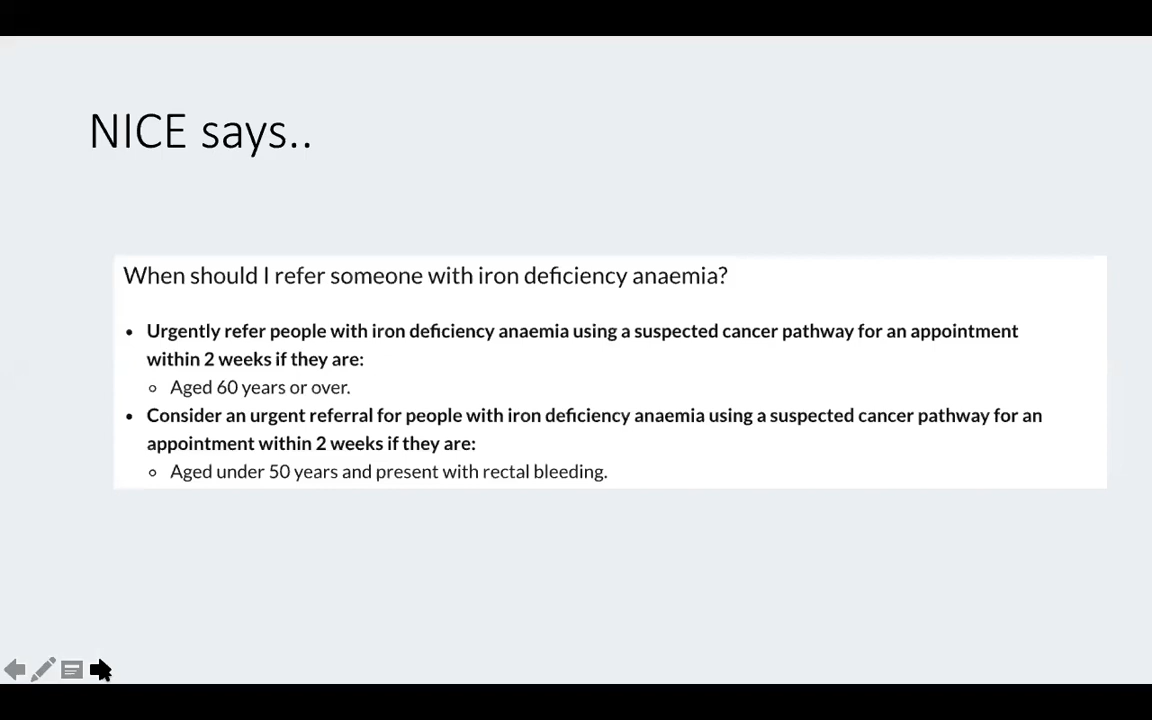 NICE says..
When should I refer someone with iron deficiency anaemia?
• Urgently refer people with iron deficiency anaemia using a suspected cancer pathway for an appointment
within 2 weeks if they are:
○ Aged 60 years or over.
• Consider an urgent referral for people with iron deficiency anaemia using a suspected cancer pathway for an
appointment within 2 weeks if they are:
○ Aged under 50 years and present with rectal bleeding.